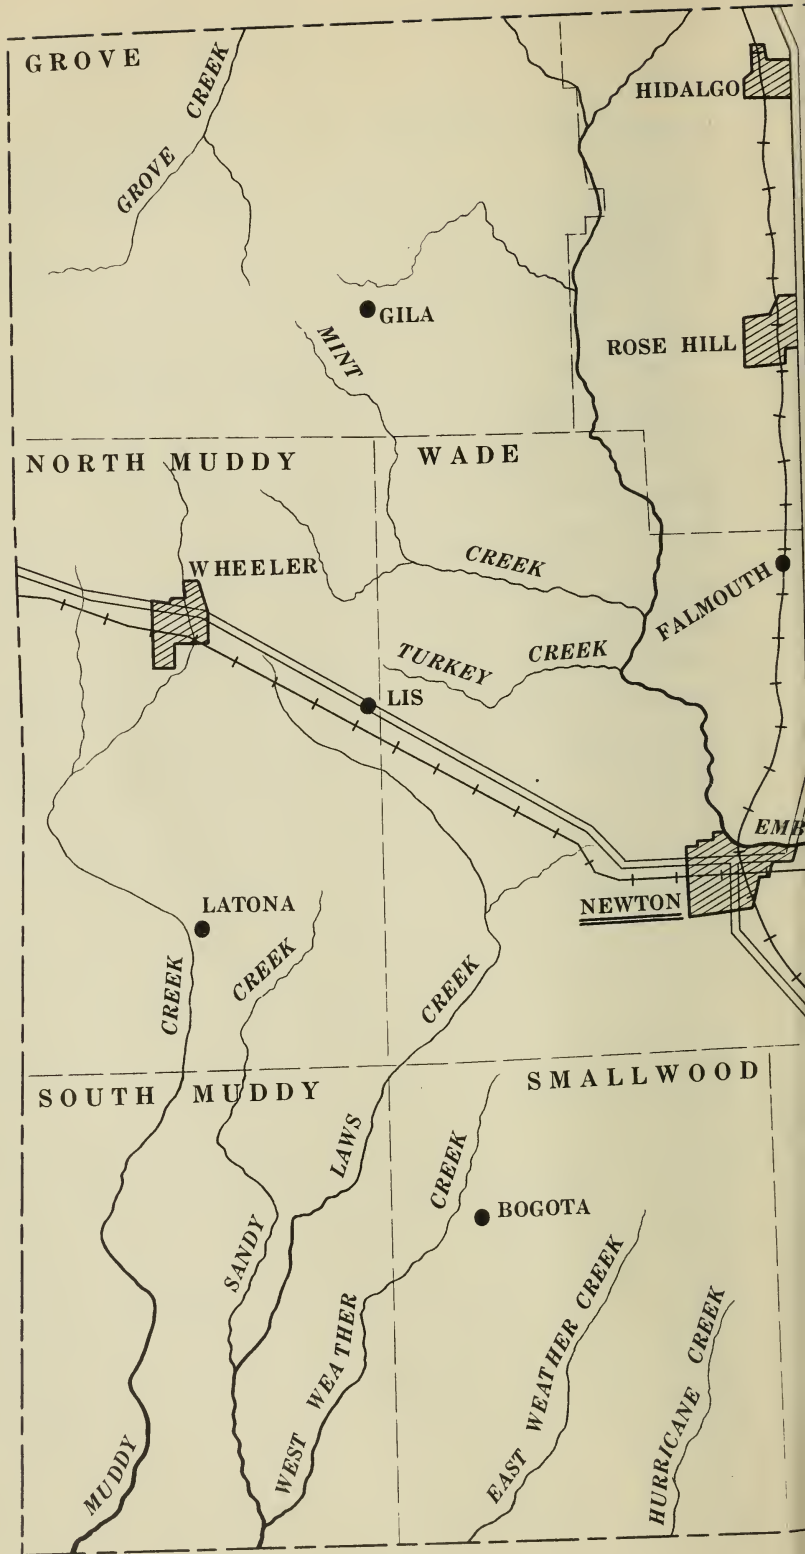 GROVE
GROVE CREEK
HIDALGO
GILA
ROSE HILL
MINT CREEK
NORTH MUDDY
WADE
WHEELER
FALMOUTH
TURKEY CREEK
LIS
EMB
NEWTON
LATONA
CREEK
SANDY CREEK
LAWS CREEK
SOUTH MUDDY
SMALLWOOD
WEST WEATHER CREEK
BOGOTA
EAST WEATHER CREEK
HURRICANE CREEK
MUDDY